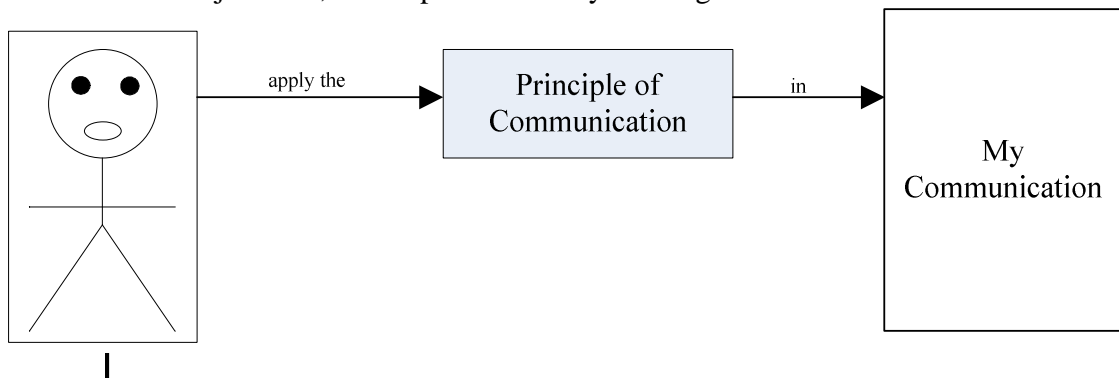 apply the
Principle of
Communication
in
My
Communication
I